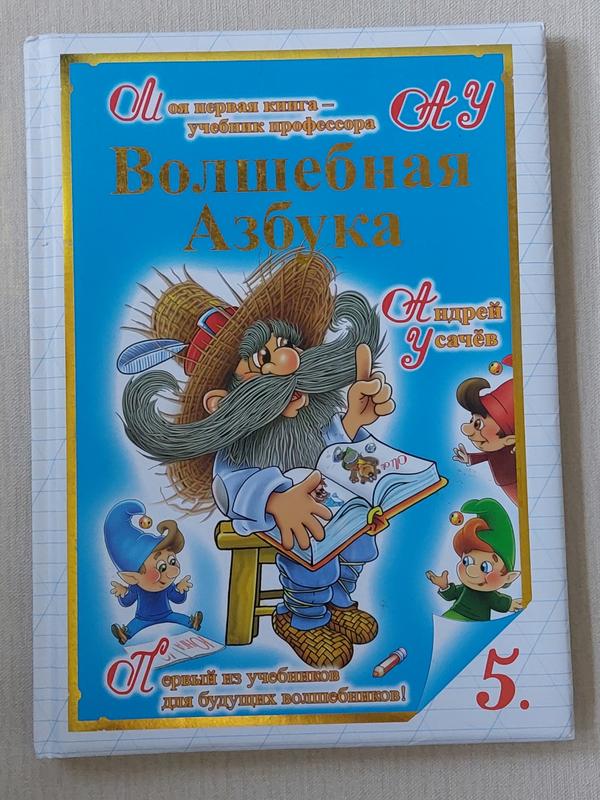 Моя первая книга –
учебник профессора
АУ
Волшебная
Азбука
Андрей
Усачёв
Первый из учебников
для будущих волшебников!
5.